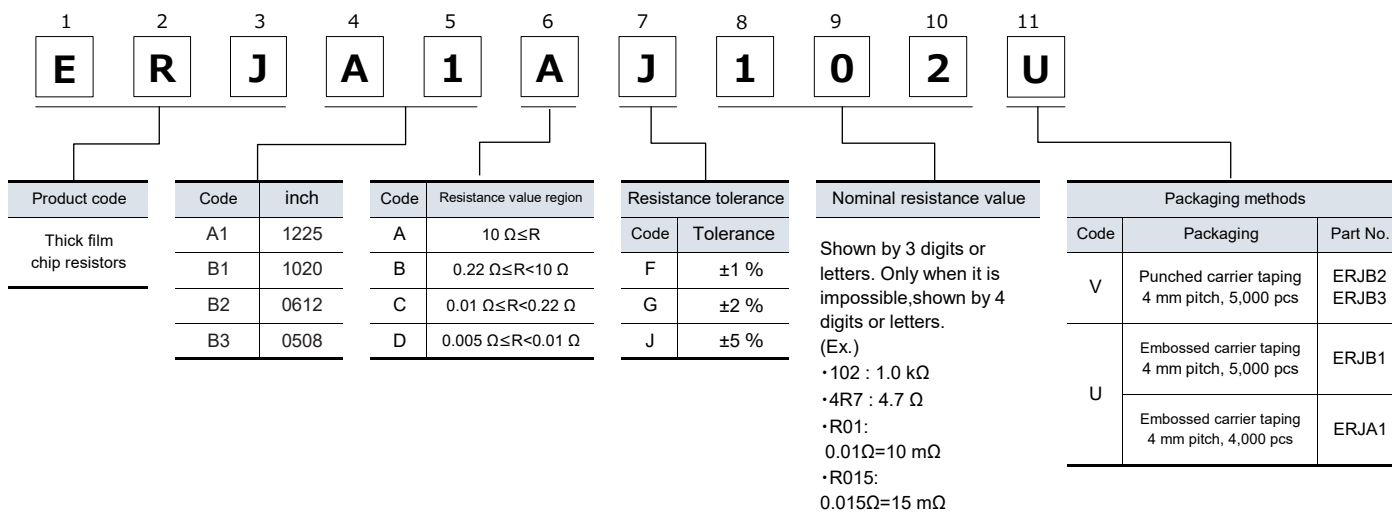 1 2 3 4 5 6 7 8 9 10 11
E R J A 1 A J 1 0 2 U
Product code
Thick film
chip resistors
Code inch
A1 1225
B1 1020
B2 0612
B3 0508
Code Resistance value region
A 10 Ω≤R
B 0.22 Ω≤R<10 Ω
C 0.01 Ω≤R<0.22 Ω
D 0.005 Ω≤R<0.01 Ω
Resistance tolerance
Code Tolerance
F ±1 %
G ±2 %
J ±5 %
Nominal resistance value
Shown by 3 digits or
letters. Only when it is
impossible,shown by 4
digits or letters.
(Ex.)
・102 : 1.0 kΩ
・4R7 : 4.7 Ω
・R01:
0.01Ω=10 mΩ
・R015:
0.015Ω=15 mΩ
Packaging methods
Code Packaging Part No.
V
Punched carrier taping
4 mm pitch, 5,000 pcs
ERJB2
ERJB3
U
Embossed carrier taping
4 mm pitch, 5,000 pcs
ERJB1
Embossed carrier taping
4 mm pitch, 4,000 pcs
ERJA1